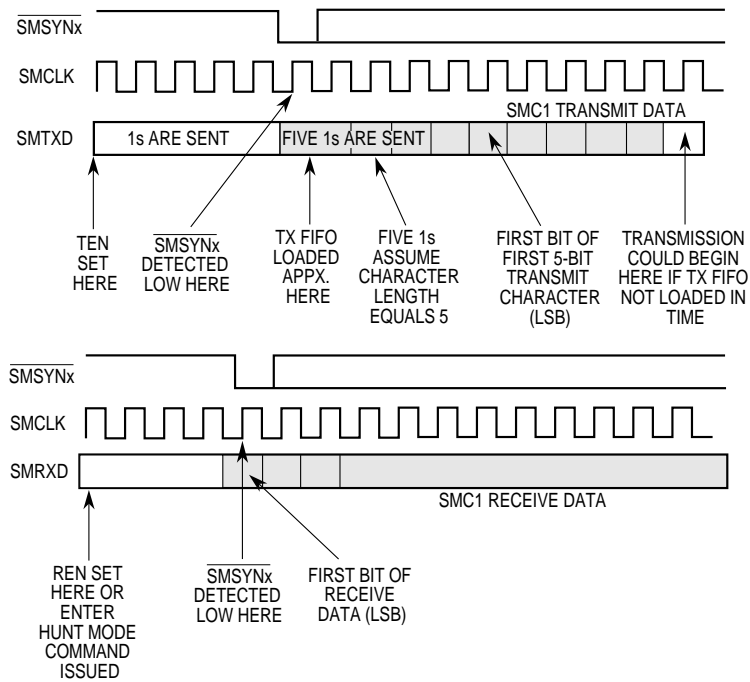 SMSYNx
SMCLK
SMC1 TRANSMIT DATA
SMTXD
1s ARE SENT
FIVE 1s ARE SENT
TEN
SET
HERE
SMSYNx
DETECTED
LOW HERE
TX FIFO
LOADED
APPX.
HERE
FIVE 1s
ASSUME
CHARACTER
LENGTH
EQUALS 5
FIRST BIT OF
FIRST 5-BIT
TRANSMIT
CHARACTER
(LSB)
TRANSMISSION
COULD BEGIN
HERE IF TX FIFO
NOT LOADED IN
TIME
SMSYNx
SMCLK
SMRXD
SMC1 RECEIVE DATA
REN SET
HERE OR
ENTER
HUNT MODE
COMMAND
ISSUED
SMSYNx
DETECTED
LOW HERE
FIRST BIT OF
RECEIVE
DATA (LSB)